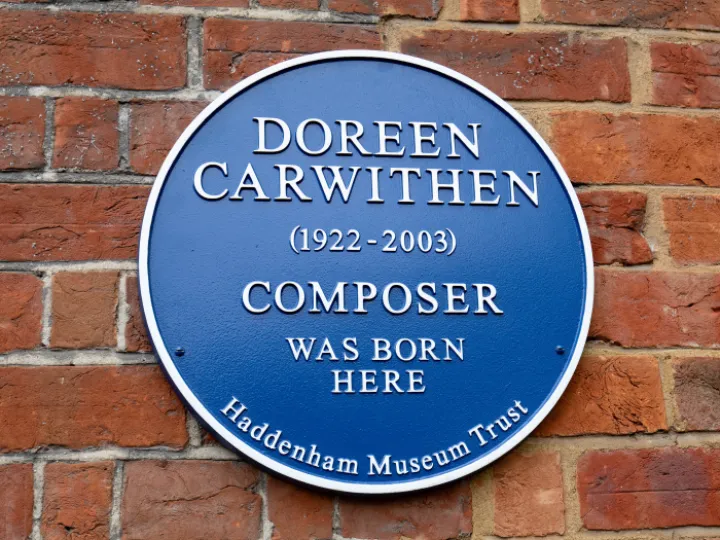 DOREEN
CARWITHEN
(1922-2003)
COMPOSER
WAS BORN
HERE
Haddenham Museum Trust